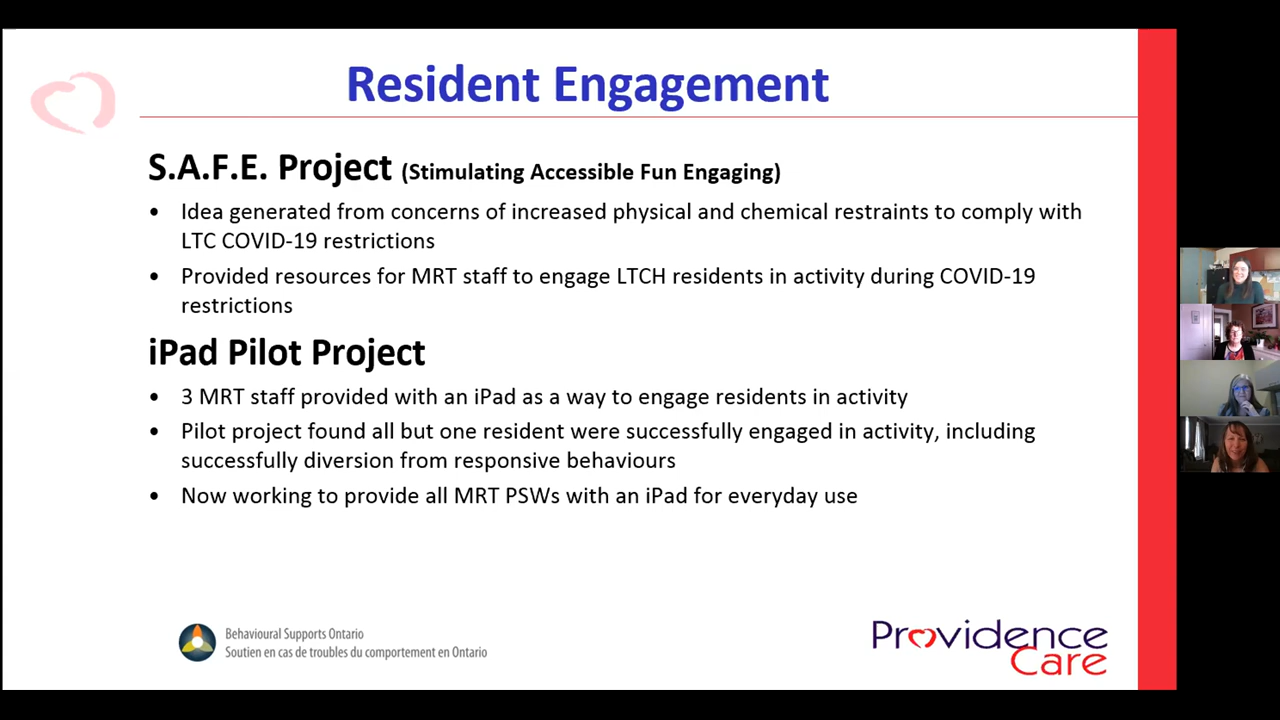 Resident Engagement
S.A.F.E. Project (Stimulating Accessible Fun Engaging)
• Idea generated from concerns of increased physical and chemical restraints to comply with
LTC COVID-19 restrictions
• Provided resources for MRT staff to engage LTCH residents in activity during COVID-19
restrictions
iPad Pilot Project
• 3 MRT staff provided with an iPad as a way to engage residents in activity
• Pilot project found all but one resident were successfully engaged in activity, including
successfully diversion from responsive behaviours
• Now working to provide all MRT PSWs with an iPad for everyday use
Behavioural Supports Ontario
Soutien en cas de troubles du comportement en Ontario
Providence
Care